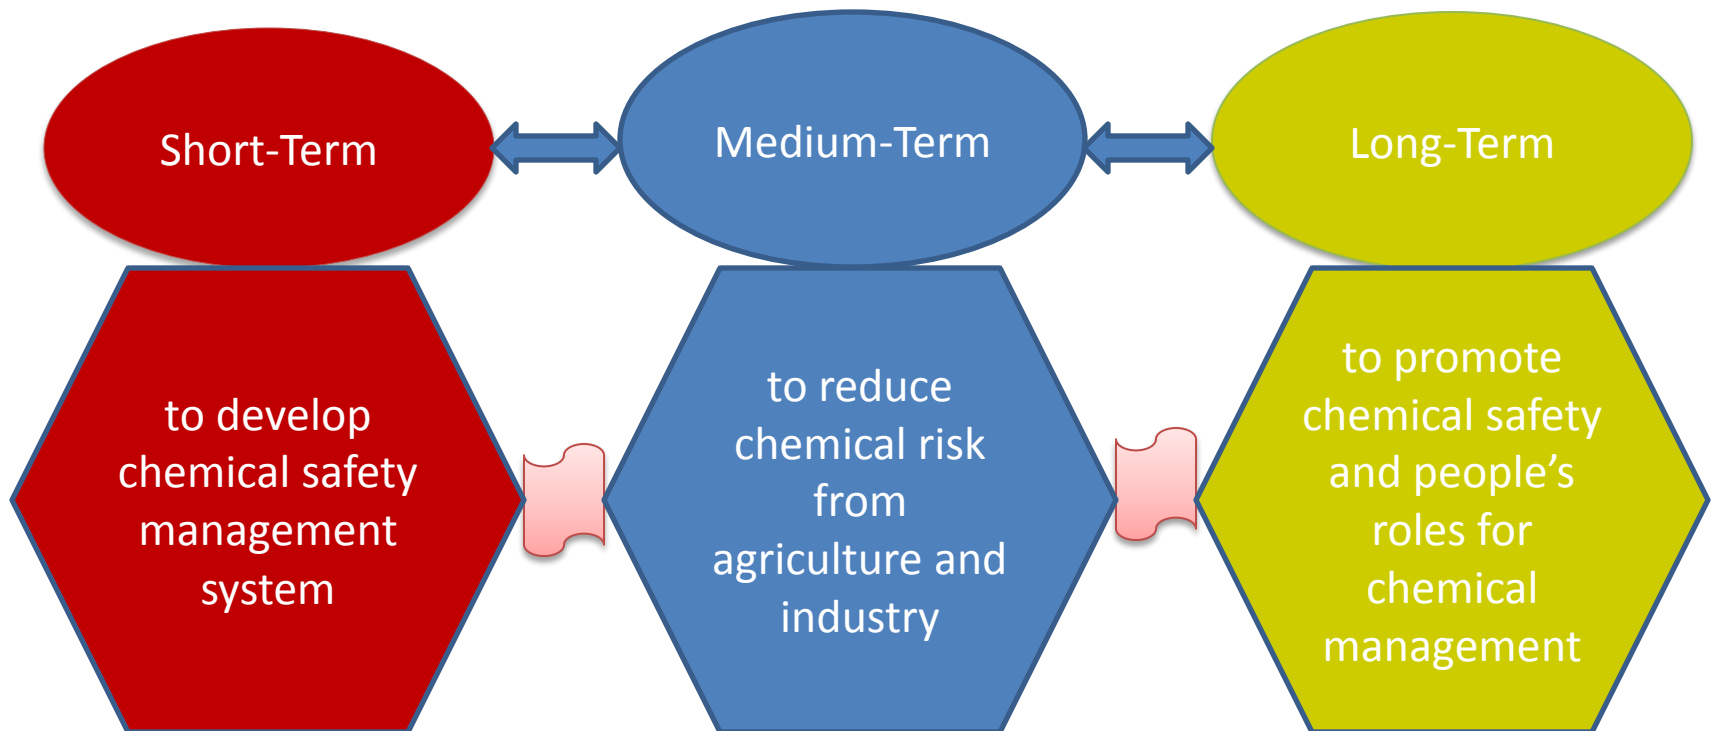 Short-Term
Medium-Term
Long-Term
to develop
chemical safety
management
system
to reduce
chemical risk
from
agriculture and
industry
to promote
chemical safety
and people’s
roles for
chemical
management